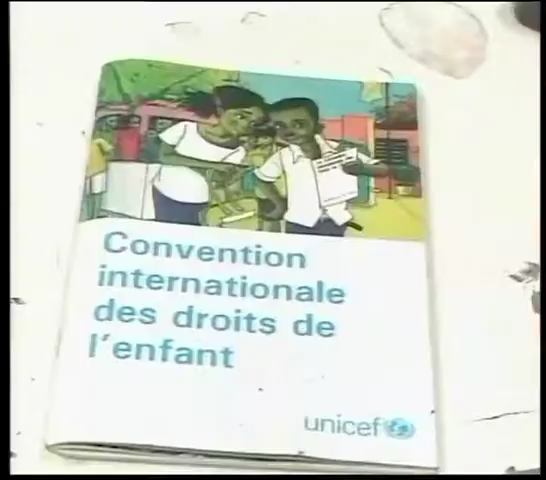 Convention
internationale
des droits de
l'enfant
unicef